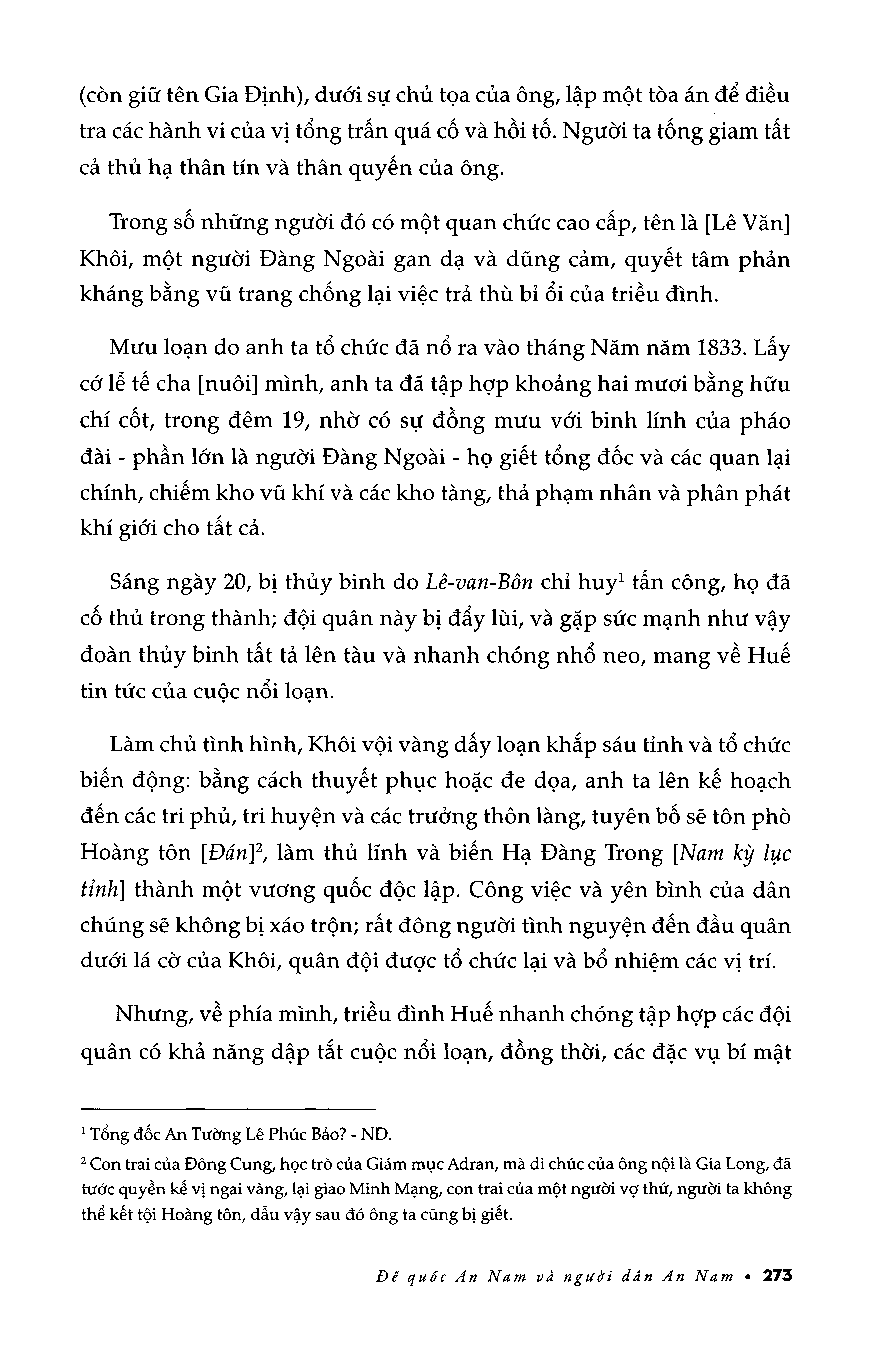 (còn giữ tên Gia Định), dưới sự chủ tọa của ông, lập một tòa án để điều
tra các hành vi của vị tổng trấn quá cố và hồi tố. Người ta tống giam tất
cả thủ hạ thân tín và thân quyến của ông.
Trong số những người đó có một quan chức cao cấp, tên là [Lê Văn]
Khôi, một người Đàng Ngoài gan dạ và dũng cảm, quyết tâm phản
kháng bằng vũ trang chống lại việc trả thù bỉ ổi của triều đình.
Mưu loạn do anh ta tổ chức đã nổ ra vào tháng Năm năm 1833. Lấy
cớ lễ tế cha [nuôi] mình, anh ta đã tập hợp khoảng hai mươi bằng hữu
chí cốt, trong đêm 19, nhờ có sự đồng mưu với binh lính của pháo
đài - phần lớn là người Đàng Ngoài - họ giết tổng đốc và các quan lại
chính, chiếm kho vũ khí và các kho tàng, thả phạm nhân và phân phát
khí giới cho tất cả.
Sáng ngày 20, bị thủy binh do Lê-van-Bôn chỉ huy¹ tấn công, họ đã
cố thủ trong thành; đội quân này bị đẩy lùi, và gặp sức mạnh như vậy
đoàn thủy binh tất tả lên tàu và nhanh chóng nhổ neo, mang về Huế
tin tức của cuộc nổi loạn.
Làm chủ tình hình, Khôi vội vàng dấy loạn khắp sáu tỉnh và tổ chức
biến động: bằng cách thuyết phục hoặc đe dọa, anh ta lên kế hoạch
đến các tri phủ, tri huyện và các trưởng thôn làng, tuyên bố sẽ tôn phò
Hoàng tôn [Đán]², làm thủ lĩnh và biến Hạ Đàng Trong [Nam kỳ lục
tỉnh] thành một vương quốc độc lập. Công việc và yên bình của dân
chúng sẽ không bị xáo trộn; rất đông người tình nguyện đến đầu quân
dưới lá cờ của Khôi, quân đội được tổ chức lại và bổ nhiệm các vị trí.
Nhưng, về phía mình, triều đình Huế nhanh chóng tập hợp các đội
quân có khả năng dập tắt cuộc nổi loạn, đồng thời, các đặc vụ bí mật
¹ Tổng đốc An Tường Lê Phúc Bảo? - ND.
² Con trai của Đông Cung, học trò của Giám mục Adran, mà di chúc của ông nội là Gia Long, đã
tước quyền kế vị ngai vàng, lại giao Minh Mạng, con trai của một người vợ thứ, người ta không
thể kết tội Hoàng tôn, dẫu vậy sau đó ông ta cũng bị giết.
Đế quốc An Nam và người dân An Nam • 273